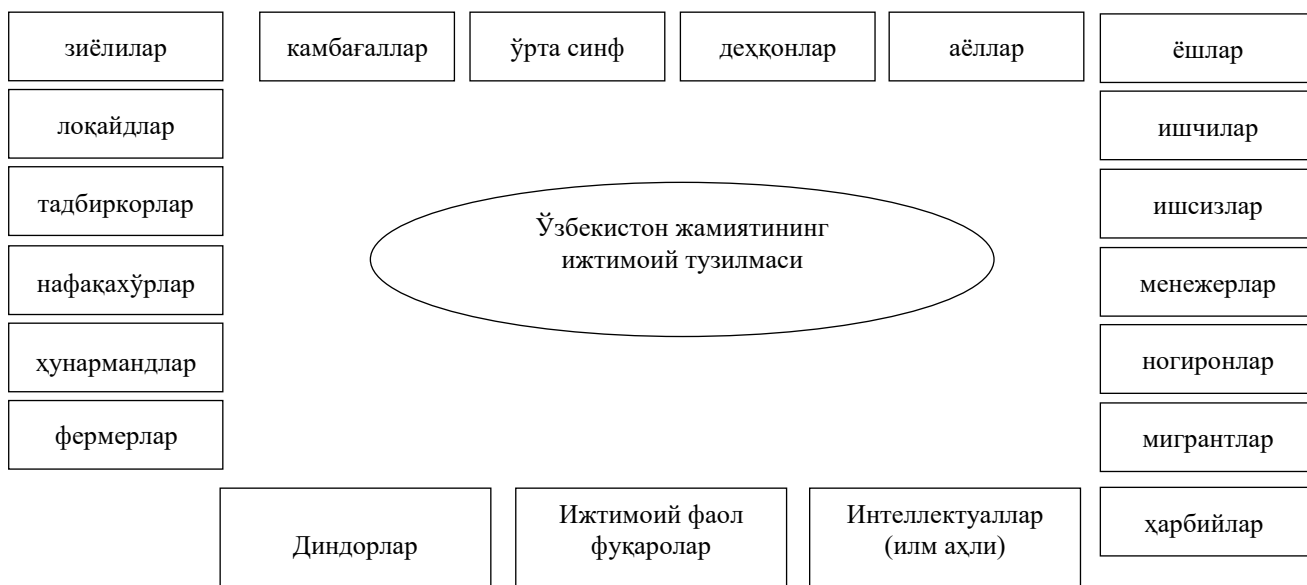 зиёлилар
камбағаллар
ўрта синф
деҳқонлар
аёллар
ёшлар
лоқайдлар
ишчилар
тадбиркорлар
ишсизлар
Ўзбекистон жамиятининг
ижтимоий тузилмаси
нафақахўрлар
менежерлар
ҳунармандлар
ногиронлар
фермерлар
мигрантлар
Диндорлар
Ижтимоий фаол
фуқаролар
Интеллектуаллар
(илм аҳли)
ҳарбийлар